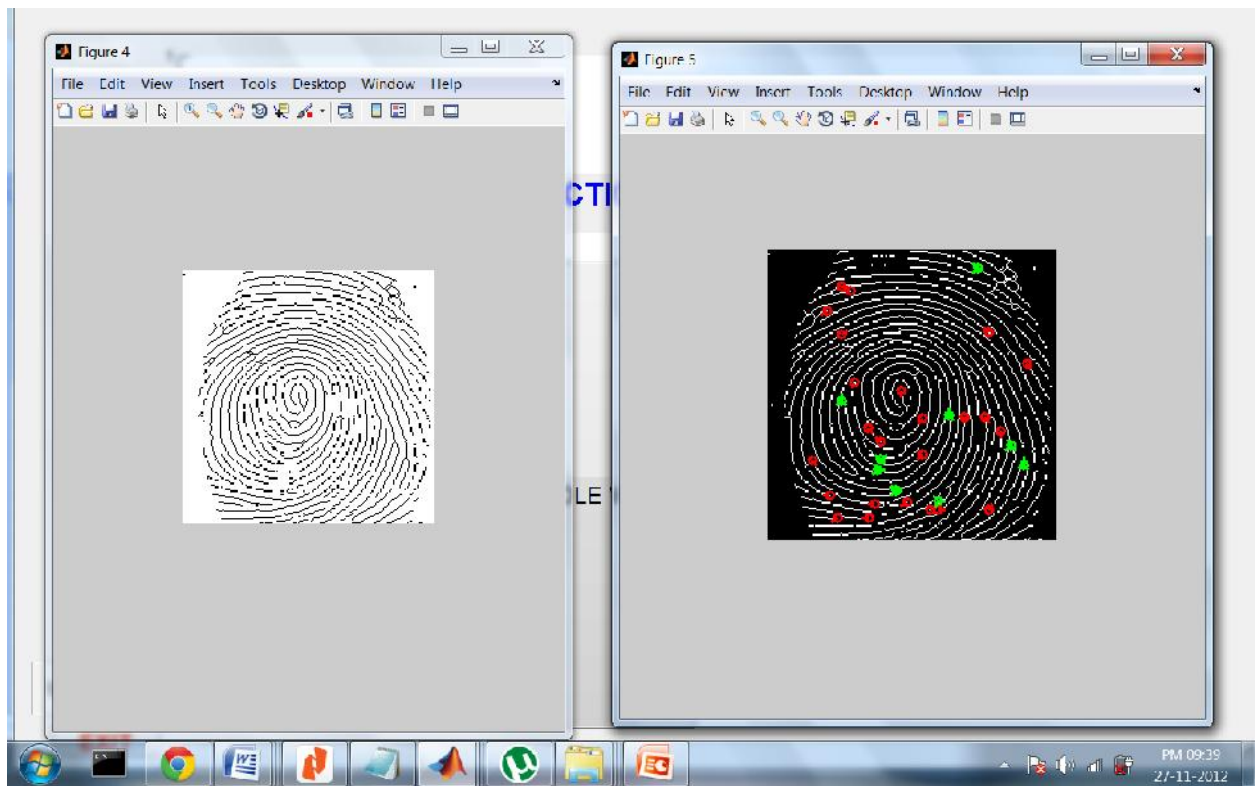 Figure 4
File Edit View Insert Tools Desktop Window Help
Figure 5
File Edit View Insert Tools Desktop Window Help
CTI
LE
EXIT
PM 09:39
27-11-2012